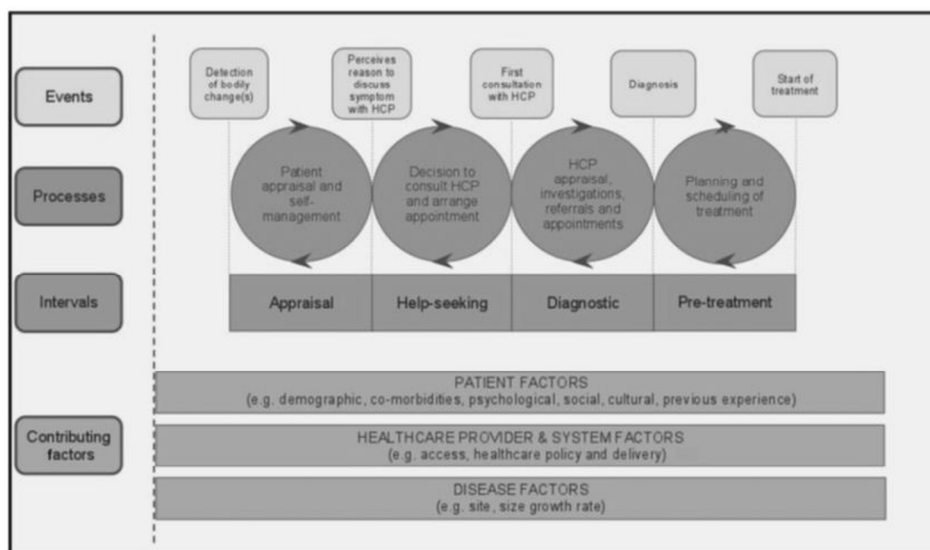 Events
Detection
of bodily
change(s)
Perceives
reason to
discuss
symptom
with HCP
First
consultation
with HCP
Diagnosis
Start of
treatment
Processes
Patient
appraisal and
self-
management
Decision to
consult HCP
and arrange
appointment
HCP
appraisal,
investigations,
referrals and
appointments
Planning and
scheduling of
treatment
Intervals
Appraisal
Help-seeking
Diagnostic
Pre-treatment
Contributing
factors
PATIENT FACTORS
(e.g. demographic, co-morbidities, psychological, social, cultural, previous experience)
HEALTHCARE PROVIDER & SYSTEM FACTORS
(e.g. access, healthcare policy and delivery)
DISEASE FACTORS
(e.g. site, size growth rate)